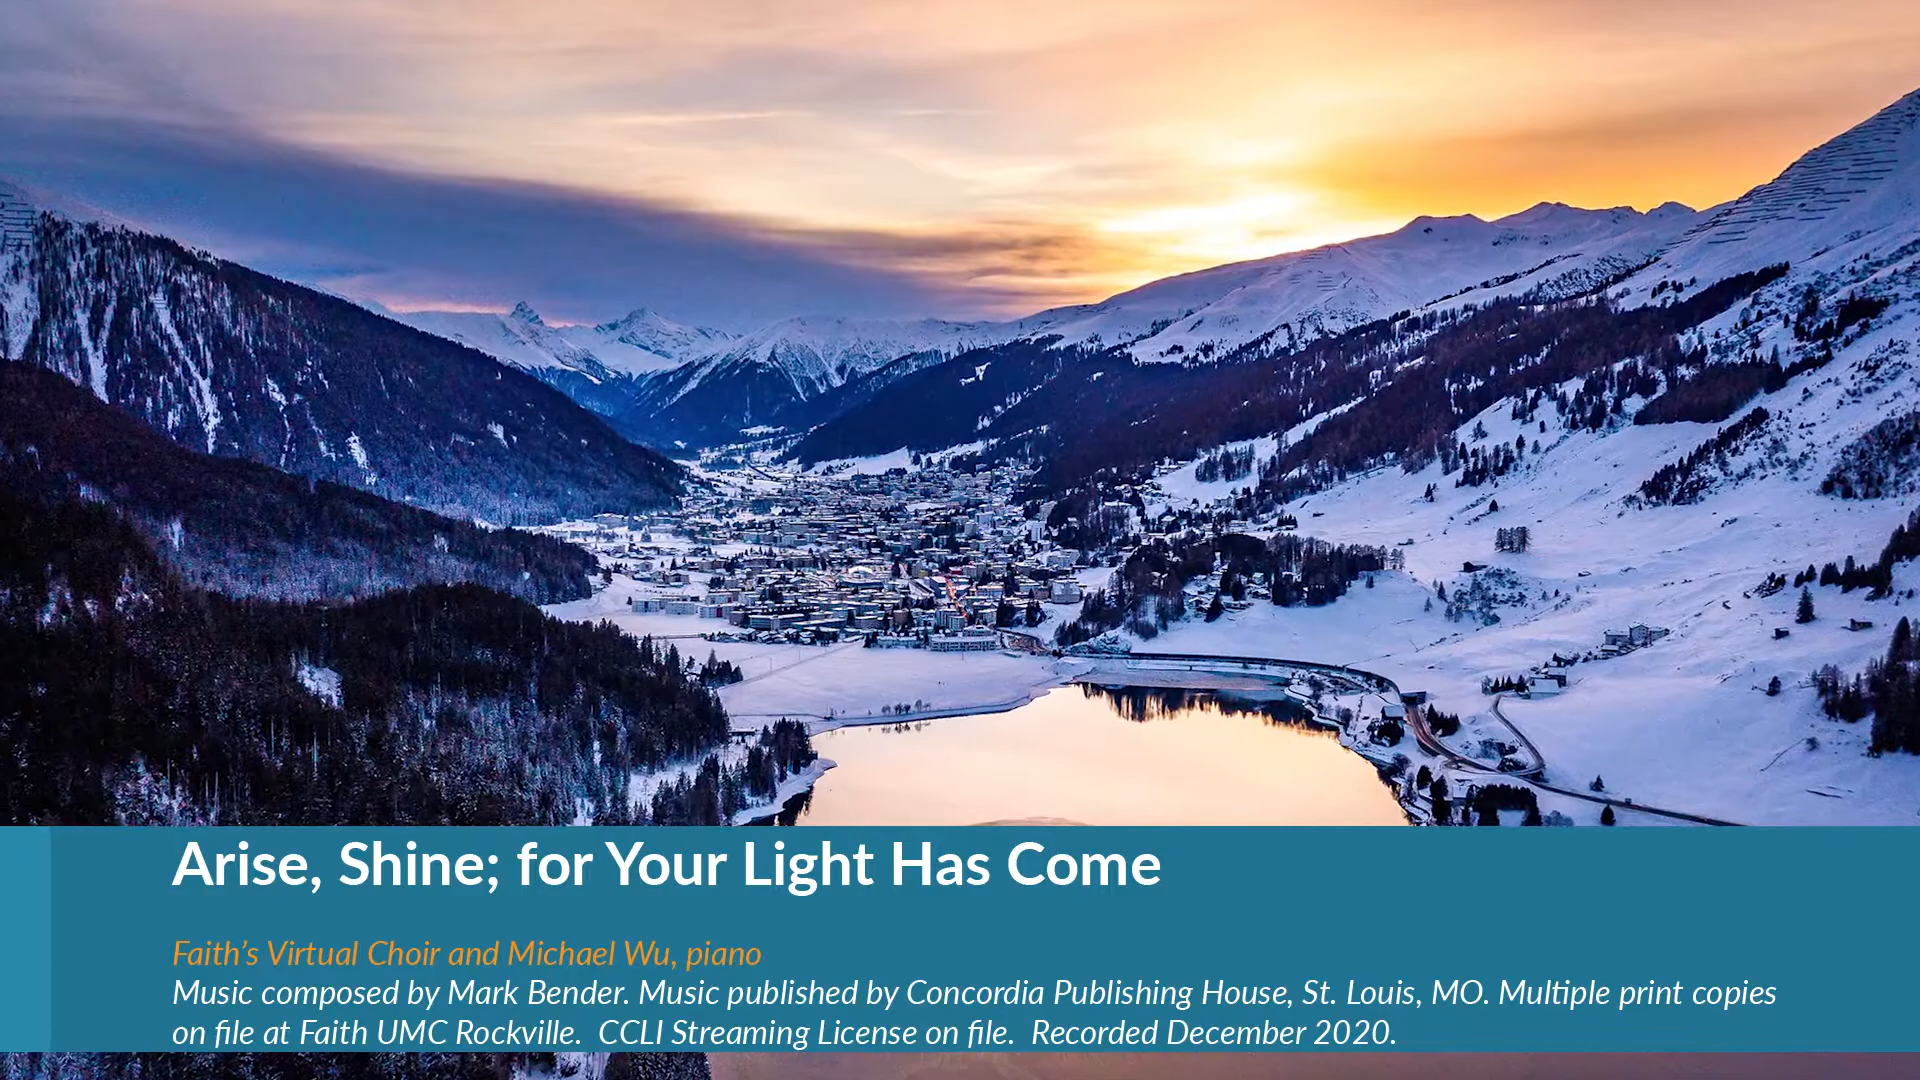 Arise, Shine; for Your Light Has Come
Faith’s Virtual Choir and Michael Wu, piano
Music composed by Mark Bender. Music published by Concordia Publishing House, St. Louis, MO. Multiple print copies
on file at Faith UMC Rockville.  CCLI Streaming License on file.  Recorded December 2020.